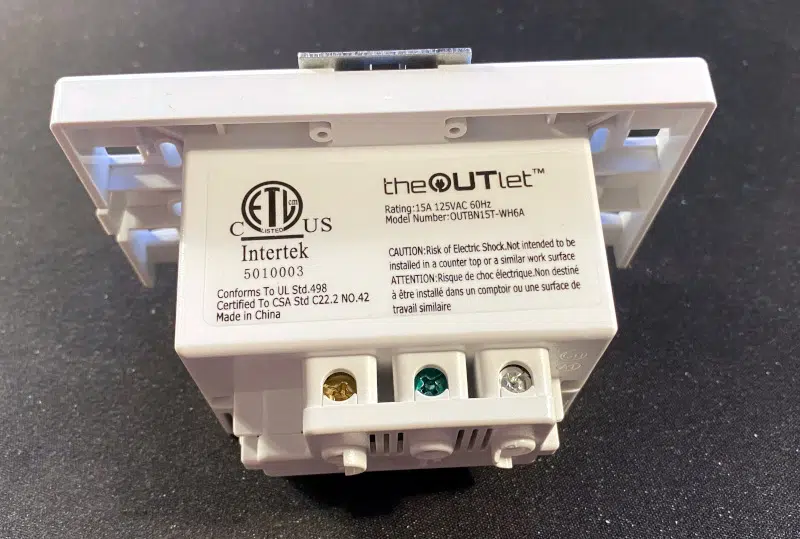 ETL CM
LISTED
C US
Intertek
5010003
Conforms To UL Std.498
Certified To CSA Std C22.2 NO.42
Made in China
theOUTlet™
Rating:15A 125VAC 60Hz
Model Number:OUTBN15T-WH6A
CAUTION:Risk of Electric Shock.Not intended to be
installed in a counter top or a similar work surface
ATTENTION:Risque de choc électrique.Non destiné
à être installé dans un comptoir ou une surface de
travail similaire